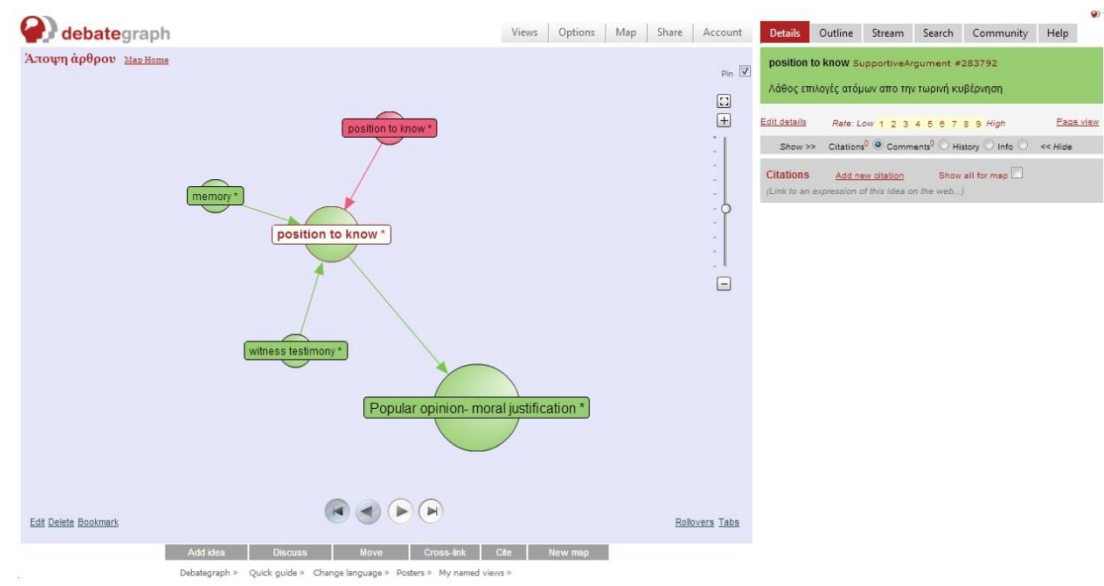 debategraph
Views Options Map Share Account
Άποψη άρθρου Map Home
Pin
position to know *
memory *
position to know *
witness testimony *
Popular opinion- moral justification *
Edit Delete Bookmark
Rollovers Tabs
Add idea Discuss Move Cross-link Cite New map
Debategraph » Quick guide » Change language » Posters » My named views »
Details Outline Stream Search Community Help
position to know SupportiveArgument #283792
Λάθος επιλογές ατόμων απο την τωρινή κυβέρνηση
Edit details Rate: Low 1 2 3 4 5 6 7 8 9 High Page view
Show >> Citations0 Comments0 History Info << Hide
Citations Add new citation Show all for map
(Link to an expression of this idea on the web...)